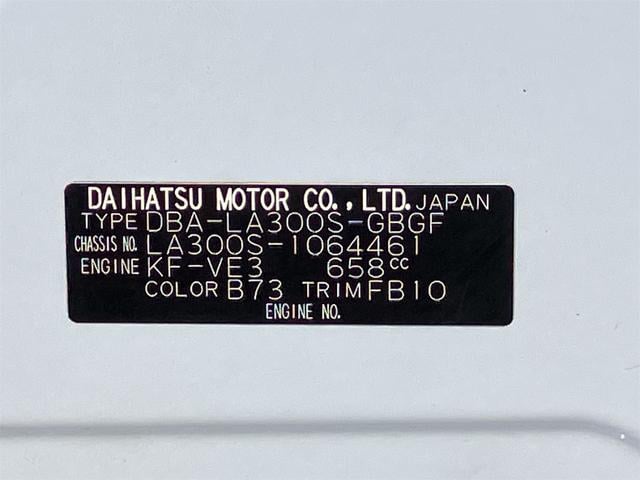 DAIHATSU MOTOR CO., LTD. JAPAN
TYPE DBA-LA300S-GBGF
CHASSIS NO. LA300S-1064461
ENGINE KF-VE3 658cc
COLOR B73 TRIM FB10
ENGINE NO.